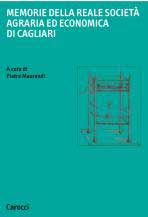 MEMORIE DELLA REALE SOCIETÀ
AGRARIA ED ECONOMICA
DI CAGLIARI
A cura di
Pietro Maurandi
Carocci